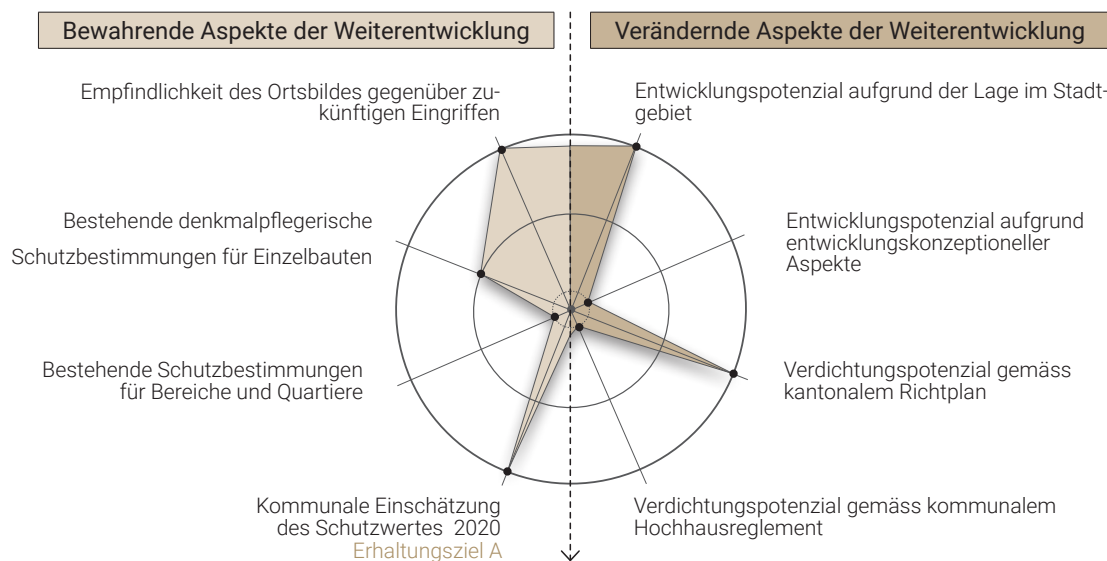 Bewahrende Aspekte der Weiterentwicklung
Verändernde Aspekte der Weiterentwicklung
Empfindlichkeit des Ortsbildes gegenüber zu-
künftigen Eingriffen
Entwicklungspotenzial aufgrund der Lage im Stadt-
gebiet
Bestehende denkmalpflegerische
Schutzbestimmungen für Einzelbauten
Entwicklungspotenzial aufgrund
entwicklungskonzeptioneller
Aspekte
Bestehende Schutzbestimmungen
für Bereiche und Quartiere
Verdichtungspotenzial gemäss
kantonalem Richtplan
Kommunale Einschätzung
des Schutzwertes 2020
Erhaltungsziel A
Verdichtungspotenzial gemäss kommunalem
Hochhausreglement